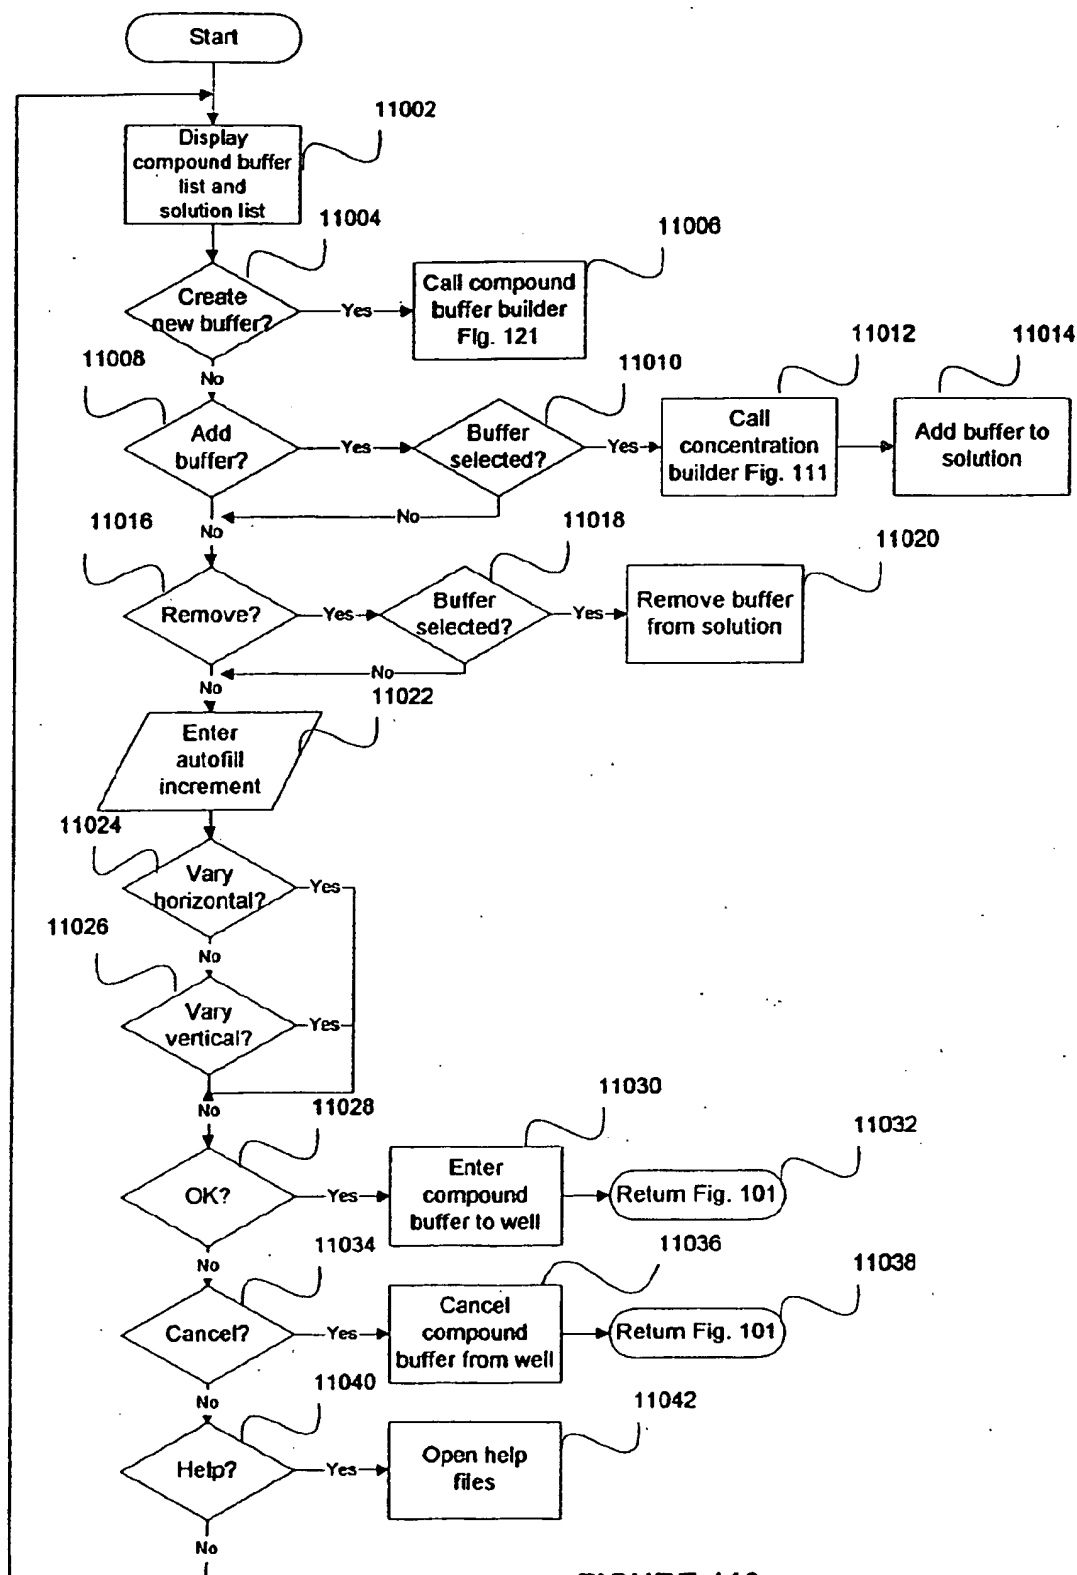 Start
11002
Display
compound buffer
list and
solution list
11004
11006
Create
new buffer?
Yes
Call compound
buffer builder
Fig. 121
No
11008
11010
11012
11014
Add
buffer?
Yes
Buffer
selected?
Yes
Call
concentration
builder Fig. 111
Add buffer to
solution
No
No
11016
11018
11020
Remove?
Yes
Buffer
selected?
Yes
Remove buffer
from solution
No
No
11022
Enter
autofill
increment
11024
Vary
horizontal?
Yes
No
11026
Vary
vertical?
Yes
No
11028
11030
11032
OK?
Yes
Enter
compound
buffer to well
Return Fig. 101
No
11034
11036
11038
Cancel?
Yes
Cancel
compound
buffer from well
Return Fig. 101
No
11040
11042
Help?
Yes
Open help
files
No